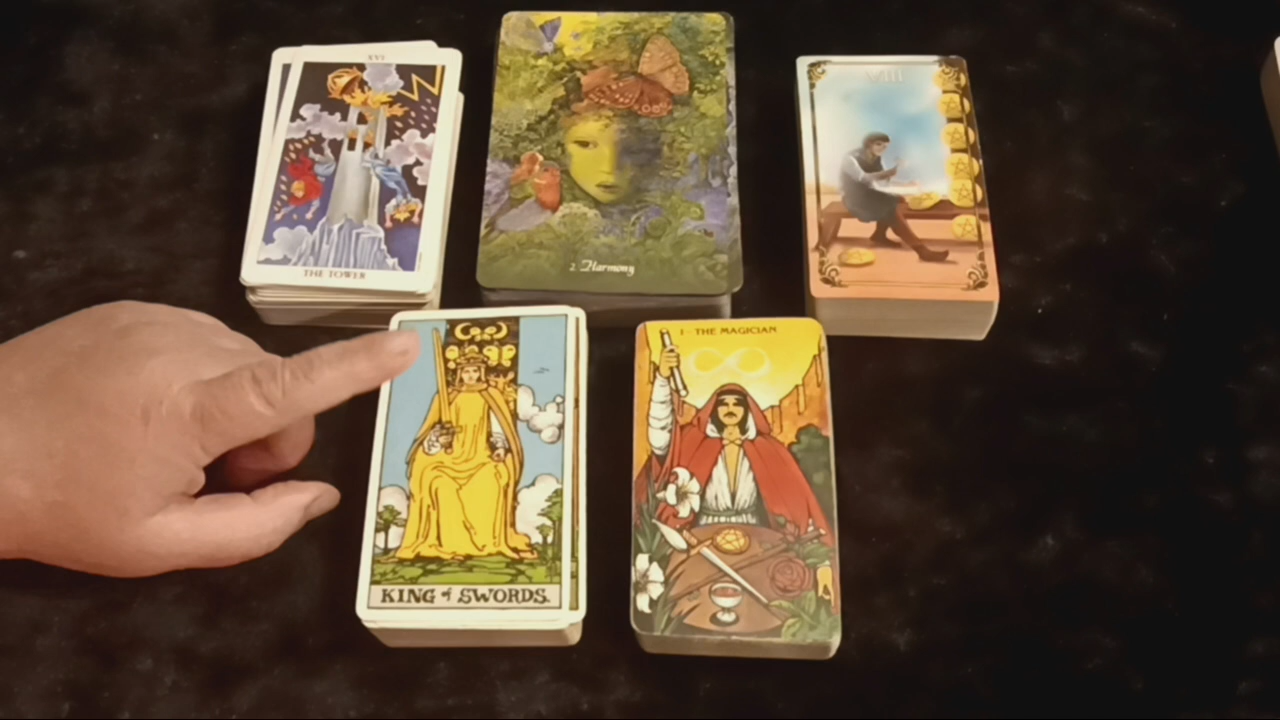 XVI
THE TOWER
2 Harmony
VIII
KING of SWORDS.
I - THE MAGICIAN